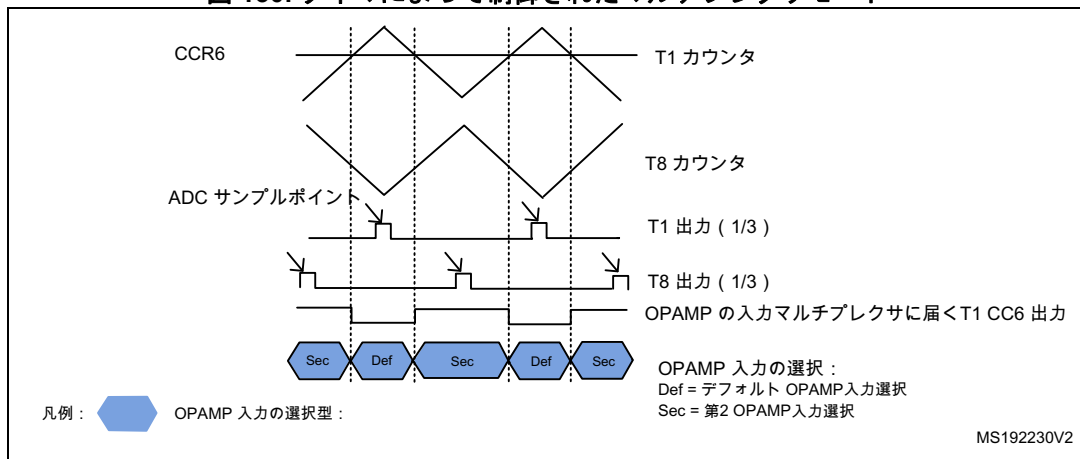 CCR6
T1 カウンタ
T8 カウンタ
ADC サンプルポイント
T1 出力 ( 1/3 )
T8 出力 ( 1/3 )
OPAMP の入力マルチプレクサに届くT1 CC6 出力
Sec Def Sec Def Sec
OPAMP 入力の選択 :
Def = デフォルト OPAMP入力選択
Sec = 第2 OPAMP入力選択
凡例 : OPAMP 入力の選択型 :
MS192230V2